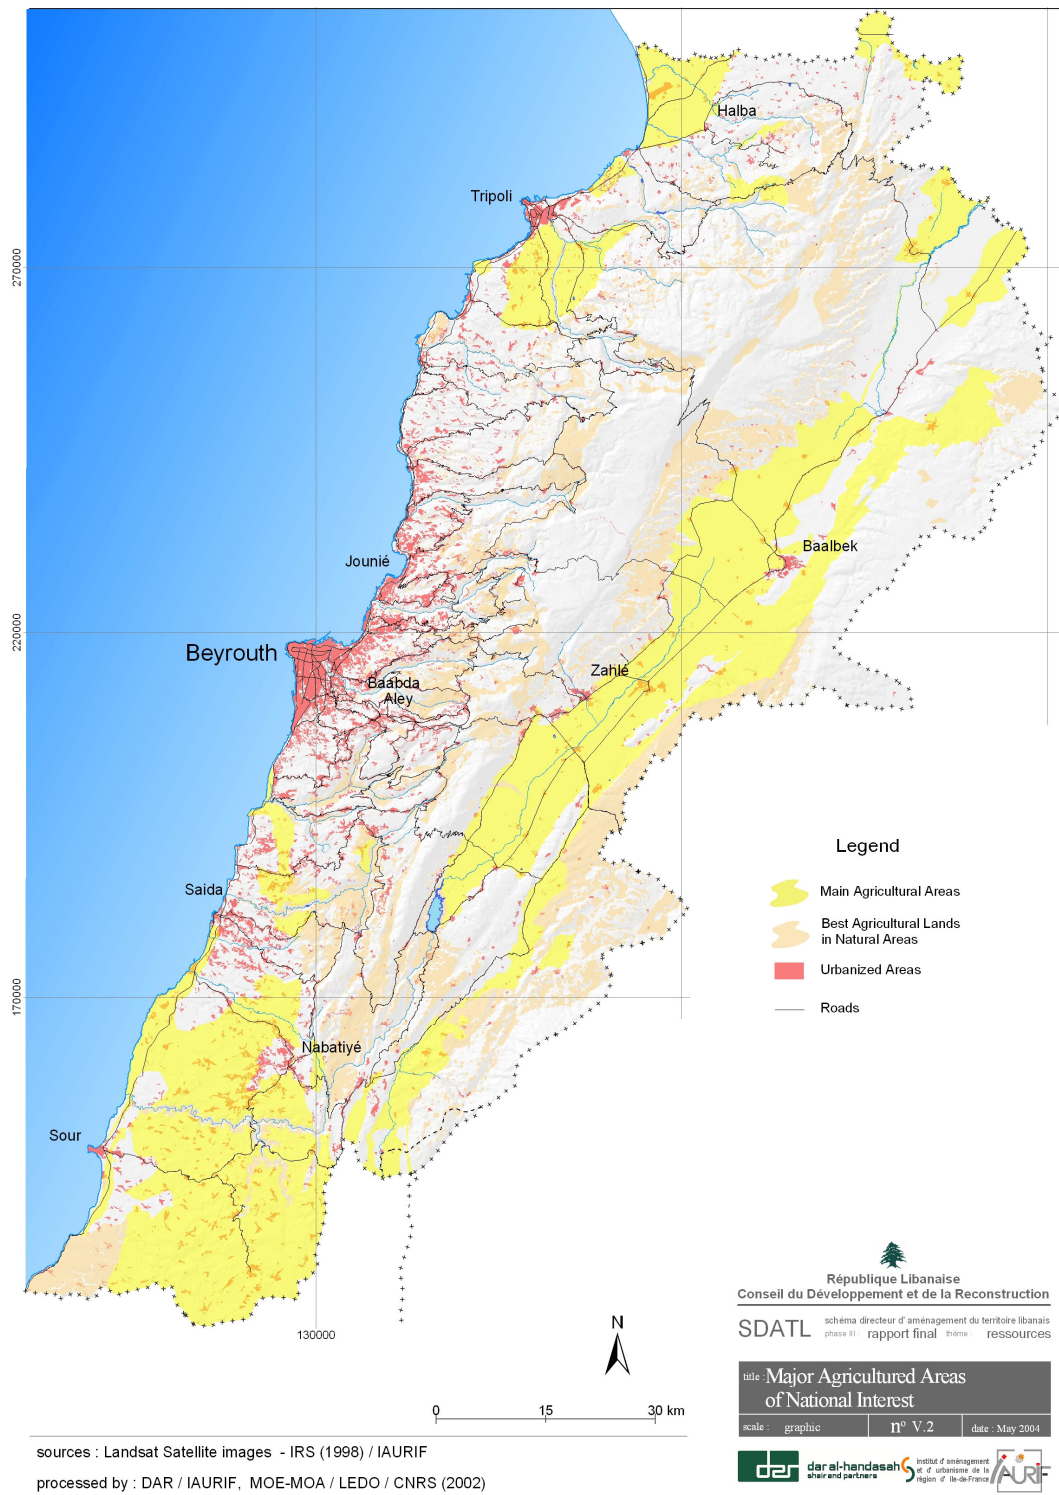 Halba
Tripoli
270000
Jounié
Baalbek
220000
Beyrouth
Zahlé
Baabda
Aley
Legend
Main Agricultural Areas
Best Agricultural Lands
in Natural Areas
Urbanized Areas
Roads
Saida
170000
Nabatiyé
Sour
130000
N
0 15 30 km
République Libanaise
Conseil du Développement et de la Reconstruction
SDATL
schéma directeur d'aménagement du territoire libanais
phase III : rapport final thème : ressources
title : Major Agricultured Areas
of National Interest
scale : graphic
n° V.2
date : May 2004
sources : Landsat Satellite images - IRS (1998) / IAURIF
processed by : DAR / IAURIF, MOE-MOA / LEDO / CNRS (2002)
dar
dar al-handasah
shair and partners
institut d'aménagement
et d'urbanisme de la
région d'ile-de-France
IAURIF